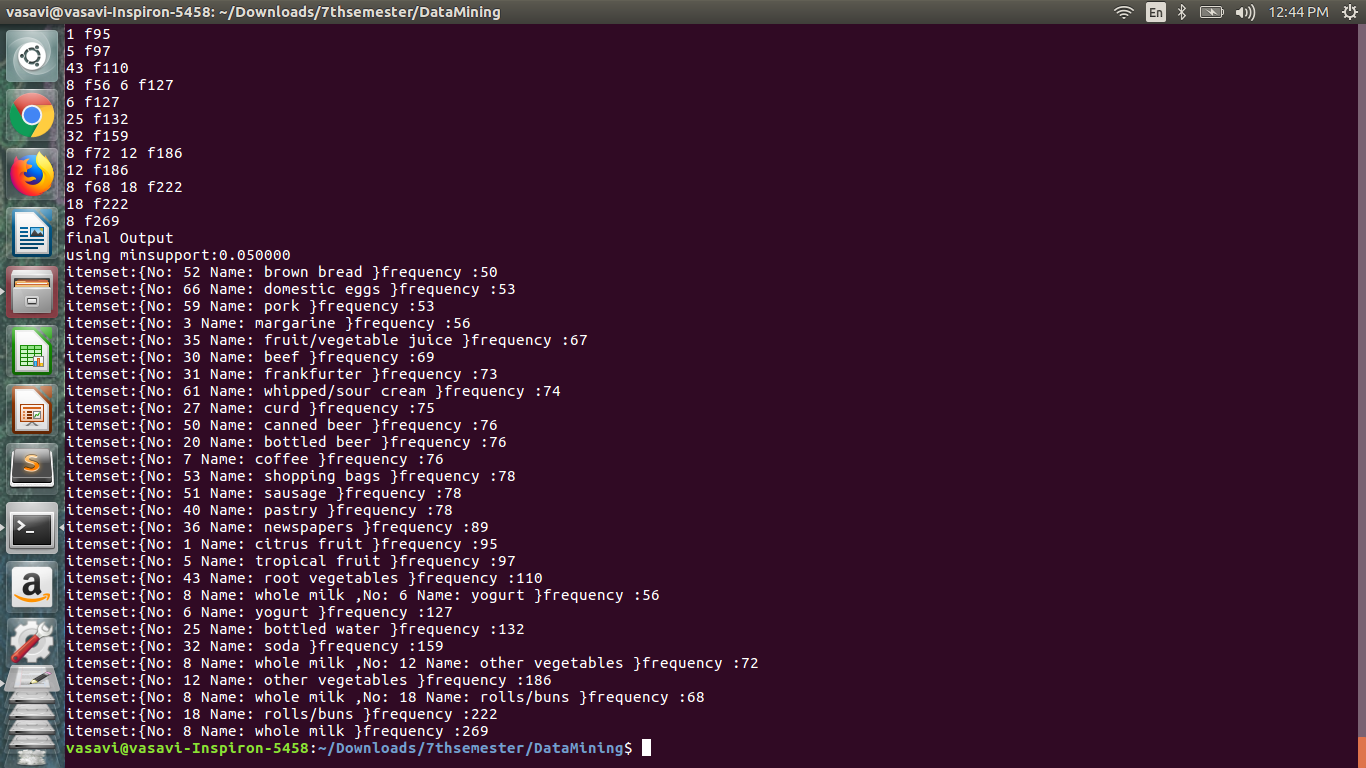 vasavi@vasavi-Inspiron-5458: ~/Downloads/7thsemester/DataMining En 12:44 PM
1 f95
5 f97
43 f110
8 f56 6 f127
6 f127
25 f132
32 f159
8 f72 12 f186
12 f186
8 f68 18 f222
18 f222
8 f269
final Output
using minsupport:0.050000
itemset:{No: 52 Name: brown bread }frequency :50
itemset:{No: 66 Name: domestic eggs }frequency :53
itemset:{No: 59 Name: pork }frequency :53
itemset:{No: 3 Name: margarine }frequency :56
itemset:{No: 35 Name: fruit/vegetable juice }frequency :67
itemset:{No: 30 Name: beef }frequency :69
itemset:{No: 31 Name: frankfurter }frequency :73
itemset:{No: 61 Name: whipped/sour cream }frequency :74
itemset:{No: 27 Name: curd }frequency :75
itemset:{No: 50 Name: canned beer }frequency :76
itemset:{No: 20 Name: bottled beer }frequency :76
itemset:{No: 7 Name: coffee }frequency :76
itemset:{No: 53 Name: shopping bags }frequency :78
itemset:{No: 51 Name: sausage }frequency :78
itemset:{No: 40 Name: pastry }frequency :78
itemset:{No: 36 Name: newspapers }frequency :89
itemset:{No: 1 Name: citrus fruit }frequency :95
itemset:{No: 5 Name: tropical fruit }frequency :97
itemset:{No: 43 Name: root vegetables }frequency :110
itemset:{No: 8 Name: whole milk ,No: 6 Name: yogurt }frequency :56
itemset:{No: 6 Name: yogurt }frequency :127
itemset:{No: 25 Name: bottled water }frequency :132
itemset:{No: 32 Name: soda }frequency :159
itemset:{No: 8 Name: whole milk ,No: 12 Name: other vegetables }frequency :72
itemset:{No: 12 Name: other vegetables }frequency :186
itemset:{No: 8 Name: whole milk ,No: 18 Name: rolls/buns }frequency :68
itemset:{No: 18 Name: rolls/buns }frequency :222
itemset:{No: 8 Name: whole milk }frequency :269
vasavi@vasavi-Inspiron-5458:~/Downloads/7thsemester/DataMining$